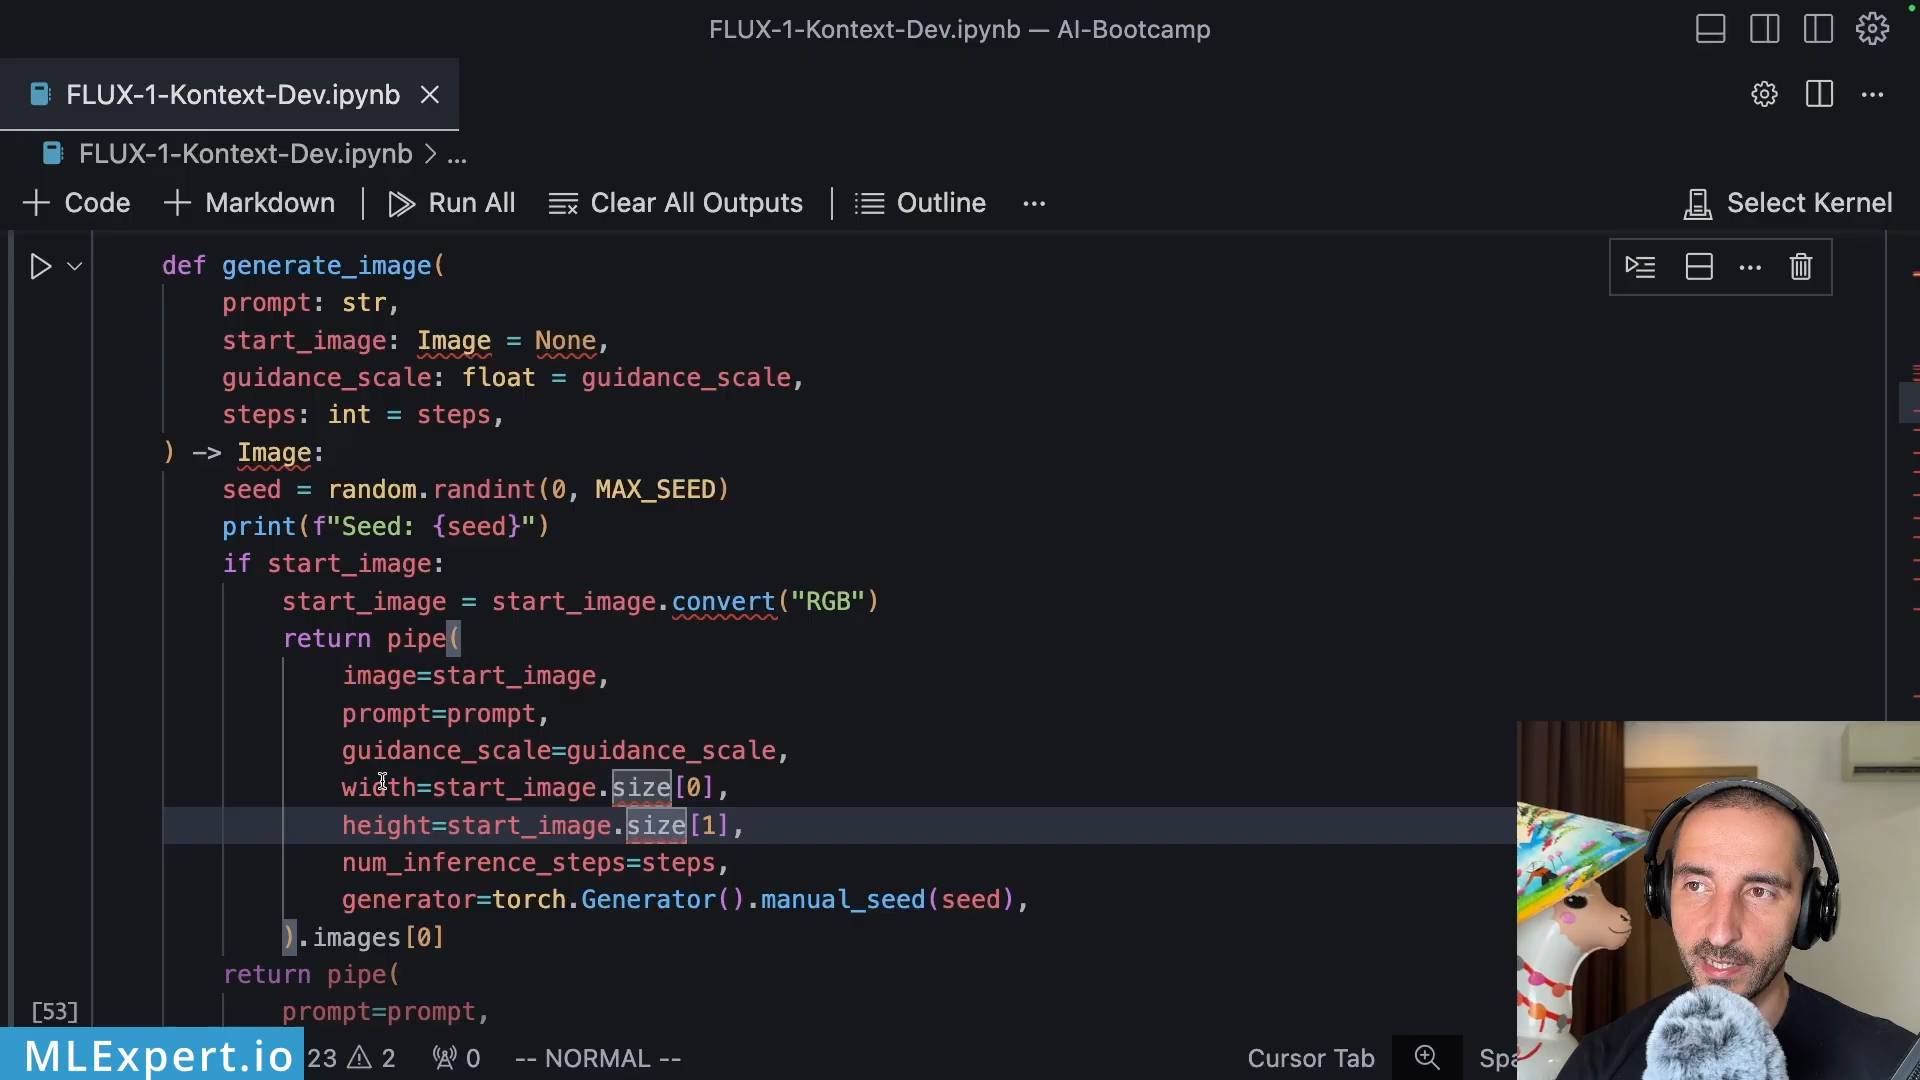 FLUX-1-Kontext-Dev.ipynb — AI-Bootcamp
FLUX-1-Kontext-Dev.ipynb
FLUX-1-Kontext-Dev.ipynb > ...
+ Code + Markdown | Run All Clear All Outputs | Outline ... Select Kernel
def generate_image(
prompt: str,
start_image: Image = None,
guidance_scale: float = guidance_scale,
steps: int = steps,
) -> Image:
seed = random.randint(0, MAX_SEED)
print(f"Seed: {seed}")
if start_image:
start_image = start_image.convert("RGB")
return pipe(
image=start_image,
prompt=prompt,
guidance_scale=guidance_scale,
width=start_image.size[0],
height=start_image.size[1],
num_inference_steps=steps,
generator=torch.Generator().manual_seed(seed),
).images[0]
return pipe(
[53]
prompt=prompt,
MLExpert.io 23 2 0 -- NORMAL -- Cursor Tab